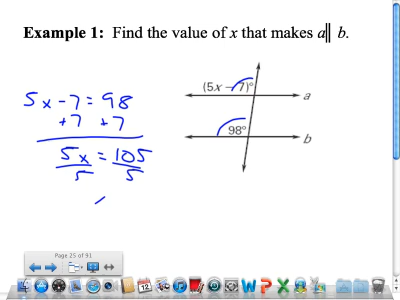 Example 1: Find the value of x that makes a∥ b.
(5x – 7)°
a
98°
b
5x - 7 = 98
+7 +7
5x = 105
5 5
Page 25 of 91